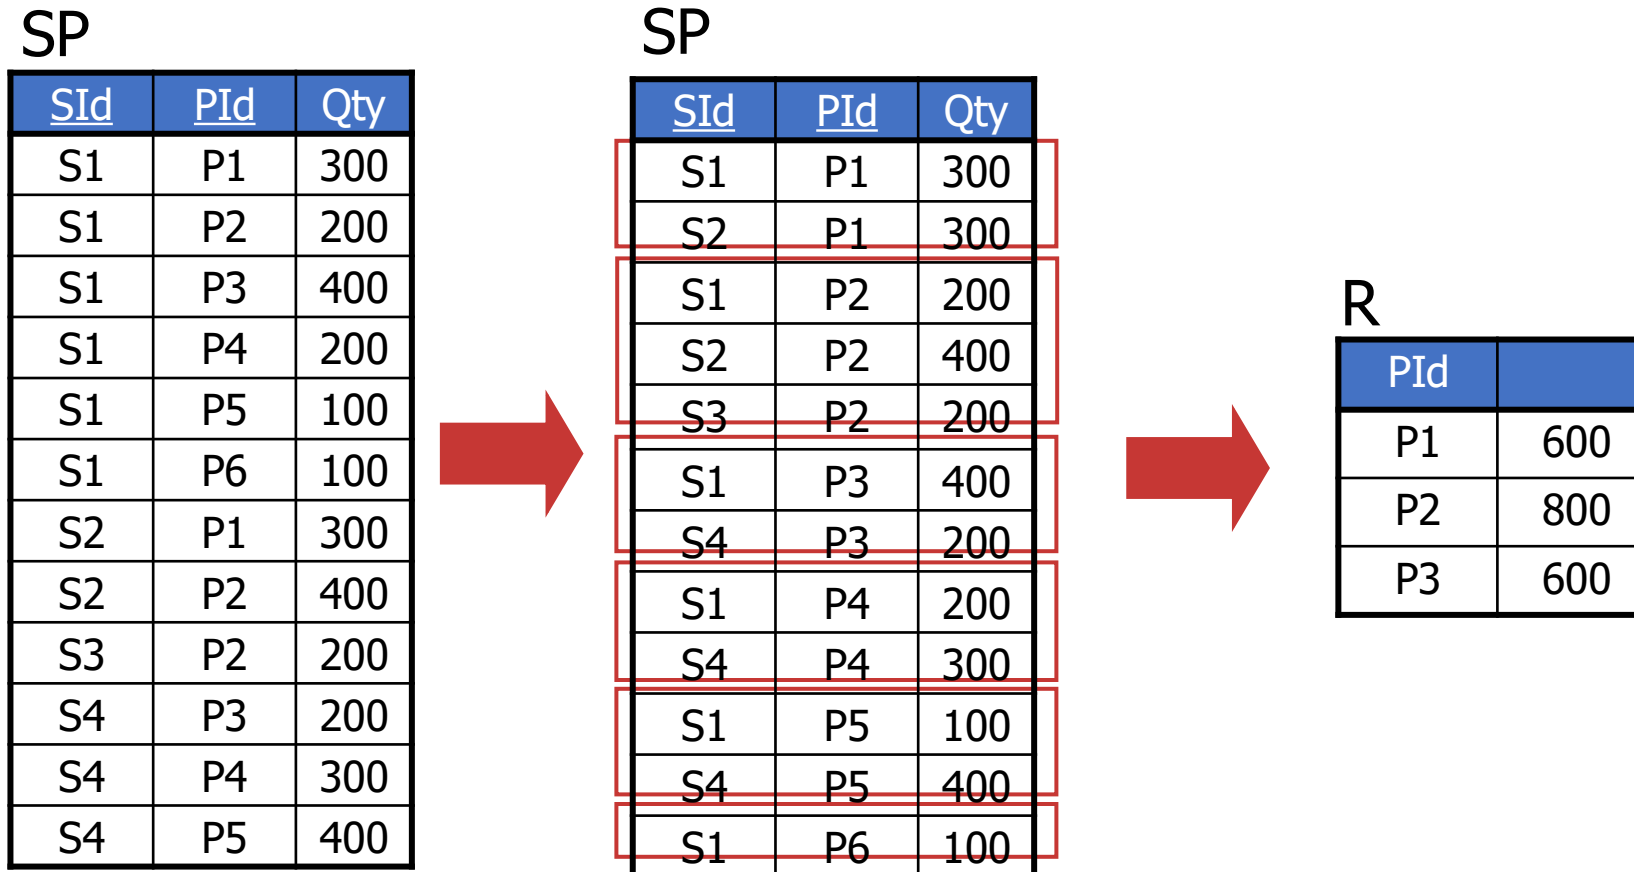 SP
SId PId Qty
S1 P1 300
S1 P2 200
S1 P3 400
S1 P4 200
S1 P5 100
S1 P6 100
S2 P1 300
S2 P2 400
S3 P2 200
S4 P3 200
S4 P4 300
S4 P5 400
SP
SId PId Qty
S1 P1 300
S2 P1 300
S1 P2 200
S2 P2 400
S3 P2 200
S1 P3 400
S4 P3 200
S1 P4 200
S4 P4 300
S1 P5 100
S4 P5 400
S1 P6 100
R
PId
P1 600
P2 800
P3 600